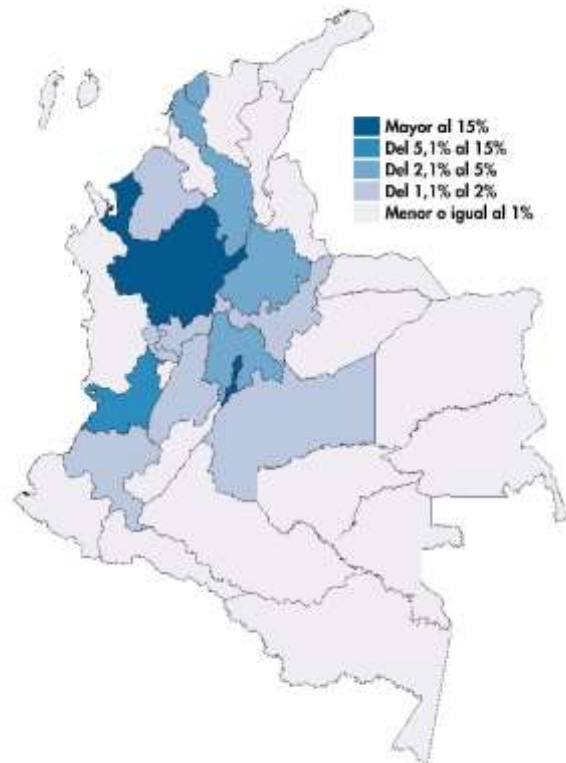 Mayor al 15%
Del 5,1% al 15%
Del 2,1% al 5%
Del 1,1% al 2%
Menor o igual al 1%